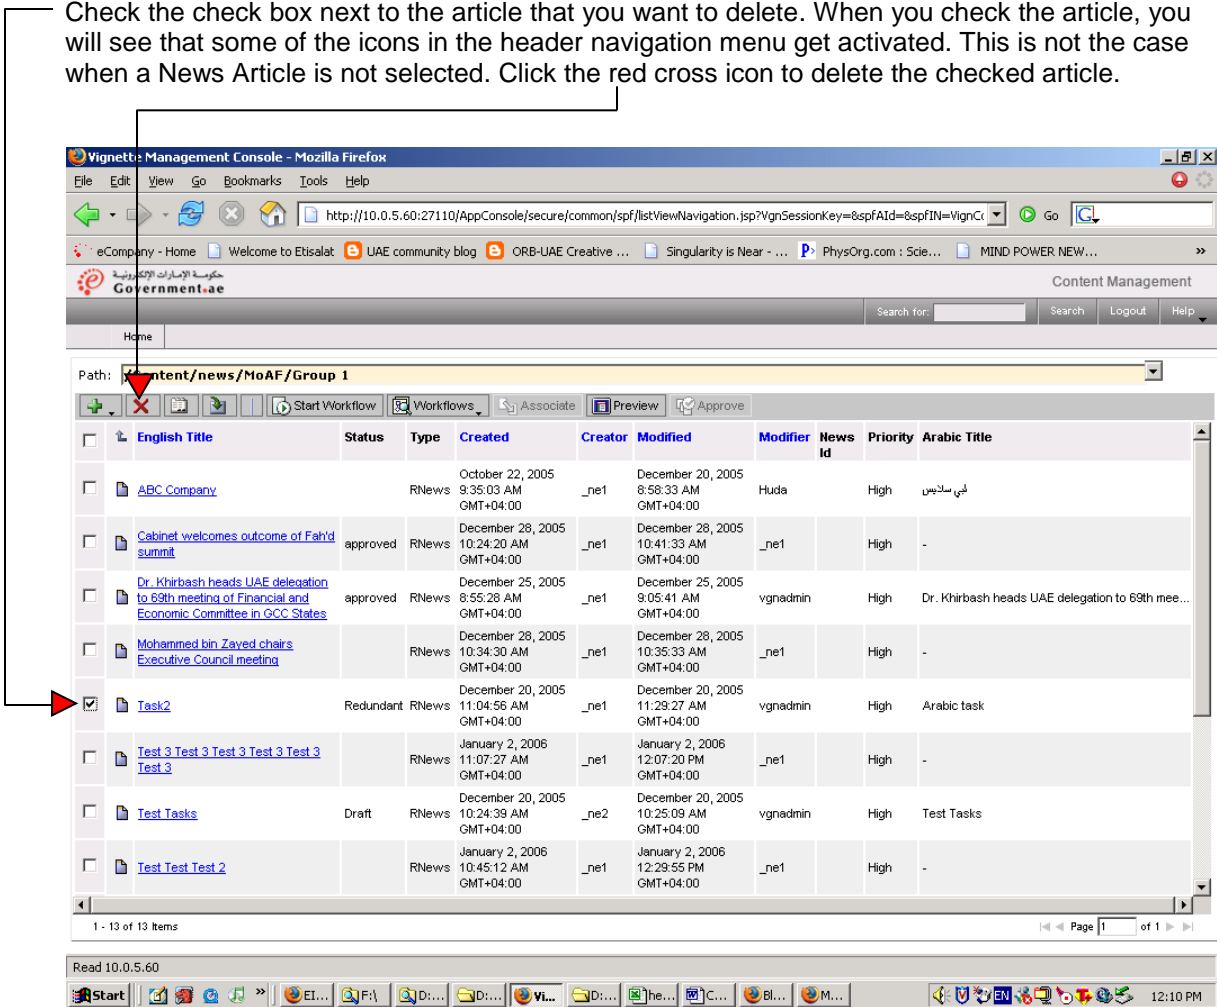 Check the check box next to the article that you want to delete. When you check the article, you
will see that some of the icons in the header navigation menu get activated. This is not the case
when a News Article is not selected. Click the red cross icon to delete the checked article.
Vignette Management Console - Mozilla Firefox
File Edit View Go Bookmarks Tools Help
http://10.0.5.60:27110/AppConsole/secure/common/spf/listViewNavigation.jsp?VgnSessionKey=&spfAId=&spfIN=VignC Go
eCompany - Home Welcome to Etisalat UAE community blog ORB-UAE Creative ... Singularity is Near - ... PhysOrg.com : Scie... MIND POWER NEW... »
حكومة الإمارات الإلكترونية
Government.ae Content Management
Search for: Search Logout Help
Home
Path: /Content/news/MoAF/Group 1
Start Workflow Workflows Associate Preview Approve
English Title Status Type Created Creator Modified Modifier News Id Priority Arabic Title
ABC Company RNews October 22, 2005 9:35:03 AM GMT+04:00 _ne1 December 20, 2005 8:58:33 AM GMT+04:00 Huda High
Cabinet welcomes outcome of Fah'd summit approved RNews December 28, 2005 10:24:20 AM GMT+04:00 _ne1 December 28, 2005 10:41:33 AM GMT+04:00 _ne1 High -
Dr. Khirbash heads UAE delegation to 69th meeting of Financial and Economic Committee in GCC States approved RNews December 25, 2005 8:55:28 AM GMT+04:00 _ne1 December 25, 2005 9:05:41 AM GMT+04:00 vgnadmin High Dr. Khirbash heads UAE delegation to 69th mee...
Mohammed bin Zayed chairs Executive Council meeting RNews December 28, 2005 10:34:30 AM GMT+04:00 _ne1 December 28, 2005 10:35:33 AM GMT+04:00 _ne1 High -
Task2 Redundant RNews December 20, 2005 11:04:56 AM GMT+04:00 _ne1 December 20, 2005 11:29:27 AM GMT+04:00 vgnadmin High Arabic task
Test 3 Test 3 Test 3 Test 3 Test 3 Test 3 RNews January 2, 2006 11:07:27 AM GMT+04:00 _ne1 January 2, 2006 12:07:20 PM GMT+04:00 _ne1 High -
Test Tasks Draft RNews December 20, 2005 10:24:39 AM GMT+04:00 _ne2 December 20, 2005 10:25:09 AM GMT+04:00 vgnadmin High Test Tasks
Test Test Test 2 RNews January 2, 2006 10:45:12 AM GMT+04:00 _ne1 January 2, 2006 12:29:55 PM GMT+04:00 _ne1 High -
1 - 13 of 13 Items Page 1 of 1
Read 10.0.5.60
Start » EI... F:\ D:... D:... Vi... D:... he... C... Bl... M... EN 12:10 PM